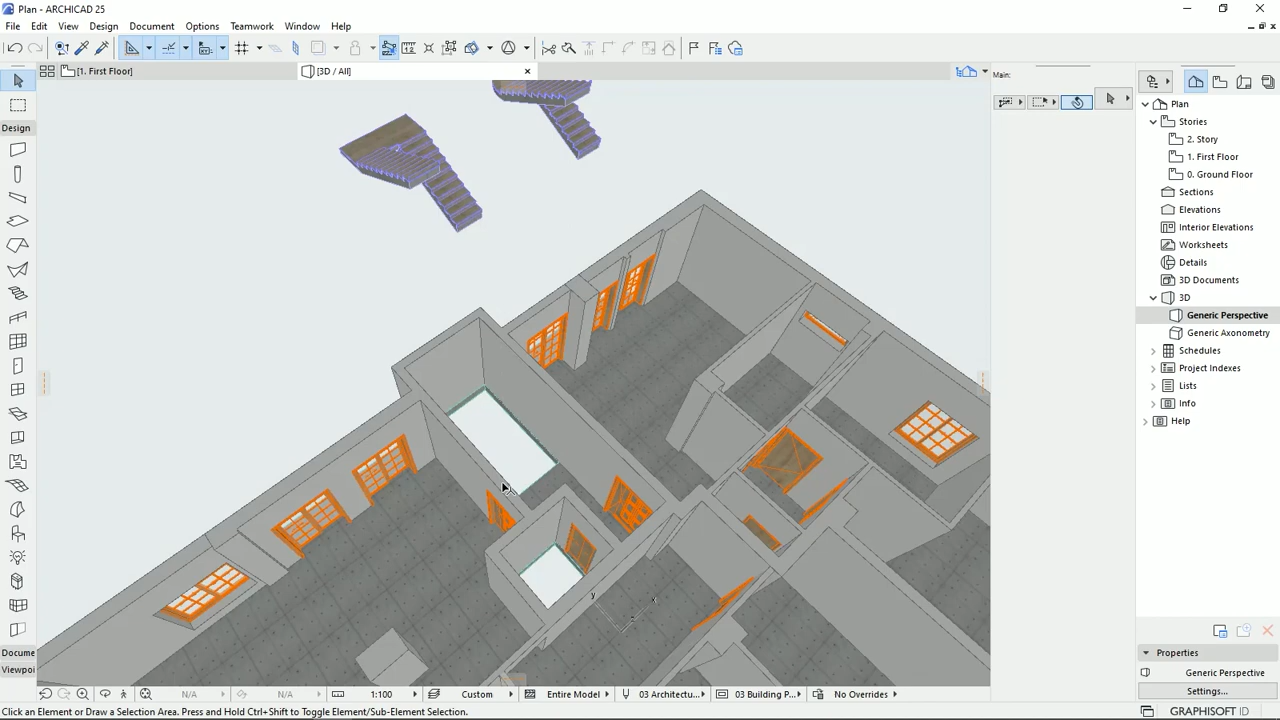 Plan - ARCHICAD 25
File Edit View Design Document Options Teamwork Window Help
[1. First Floor]
[3D / All]
Main:
Design
Docume
Viewpoi
Plan
Stories
2. Story
1. First Floor
0. Ground Floor
Sections
Elevations
Interior Elevations
Worksheets
Details
3D Documents
3D
Generic Perspective
Generic Axonometry
Schedules
Project Indexes
Lists
Info
Help
Properties
Generic Perspective
Settings...
N/A N/A 1:100 Custom Entire Model 03 Architectu... 03 Building P... No Overrides
Click an Element or Draw a Selection Area. Press and Hold Ctrl+Shift to Toggle Element/Sub-Element Selection.
GRAPHISOFT ID
y
x
z